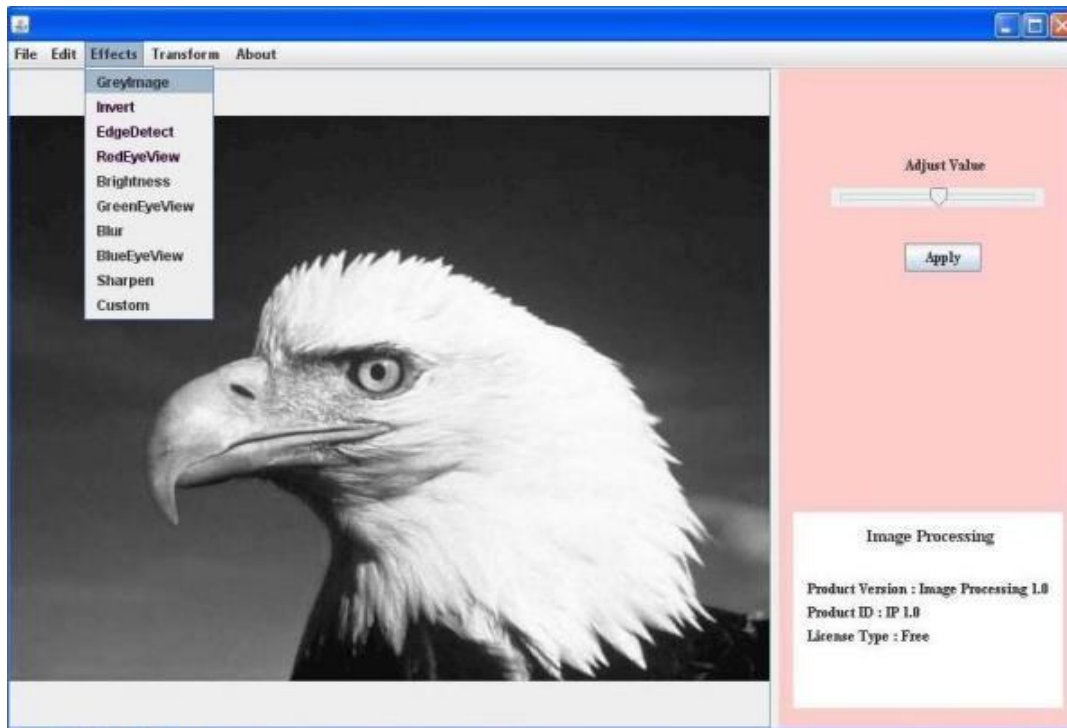 File Edit Effects Transform About
GreyImage
Invert
EdgeDetect
RedEyeView
Brightness
GreenEyeView
Blur
BlueEyeView
Sharpen
Custom
Adjust Value
Apply
Image Processing
Product Version : Image Processing 1.0
Product ID : IP 1.0
License Type : Free